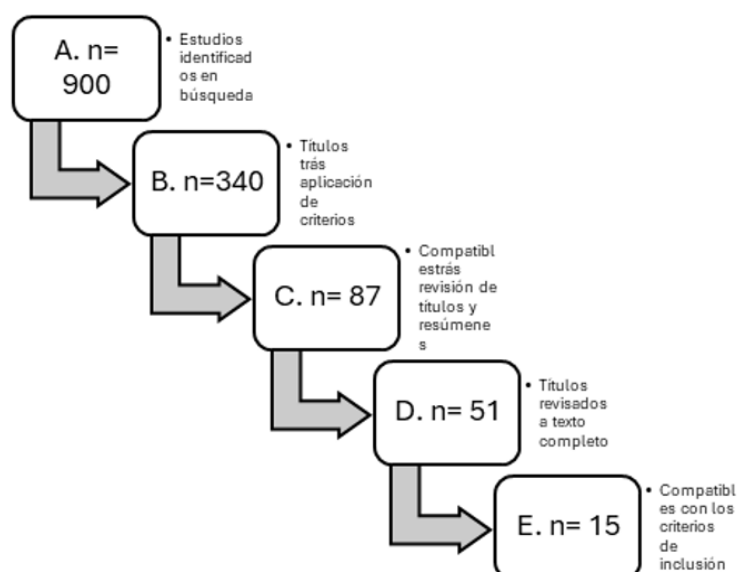 A. n=
900
• Estudios
identificad
os en
búsqueda
B. n=340
• Títulos
trás
aplicación
de
criterios
C. n= 87
• Compatibl
estrás
revisión de
títulos y
resúmene
s
D. n= 51
• Títulos
revisados
a texto
completo
E. n= 15
• Compatibl
es con los
criterios
de
inclusión